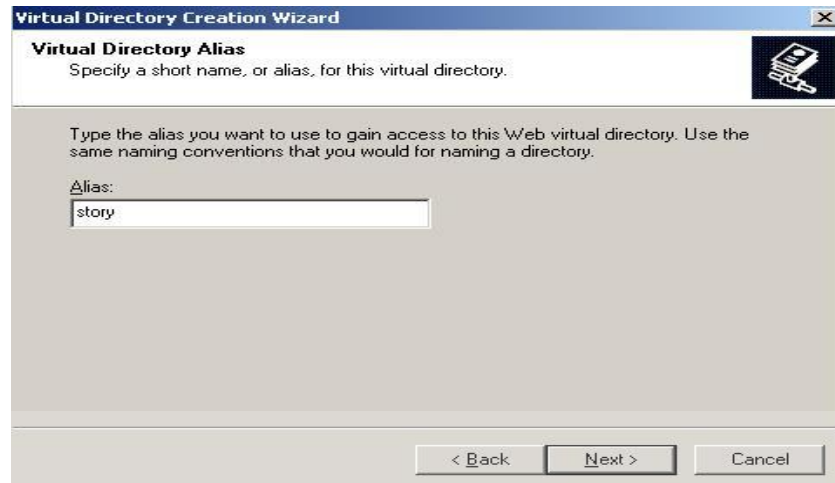 Virtual Directory Creation Wizard
Virtual Directory Alias
Specify a short name, or alias, for this virtual directory.
Type the alias you want to use to gain access to this Web virtual directory. Use the
same naming conventions that you would for naming a directory.
Alias:
story
< Back Next > Cancel